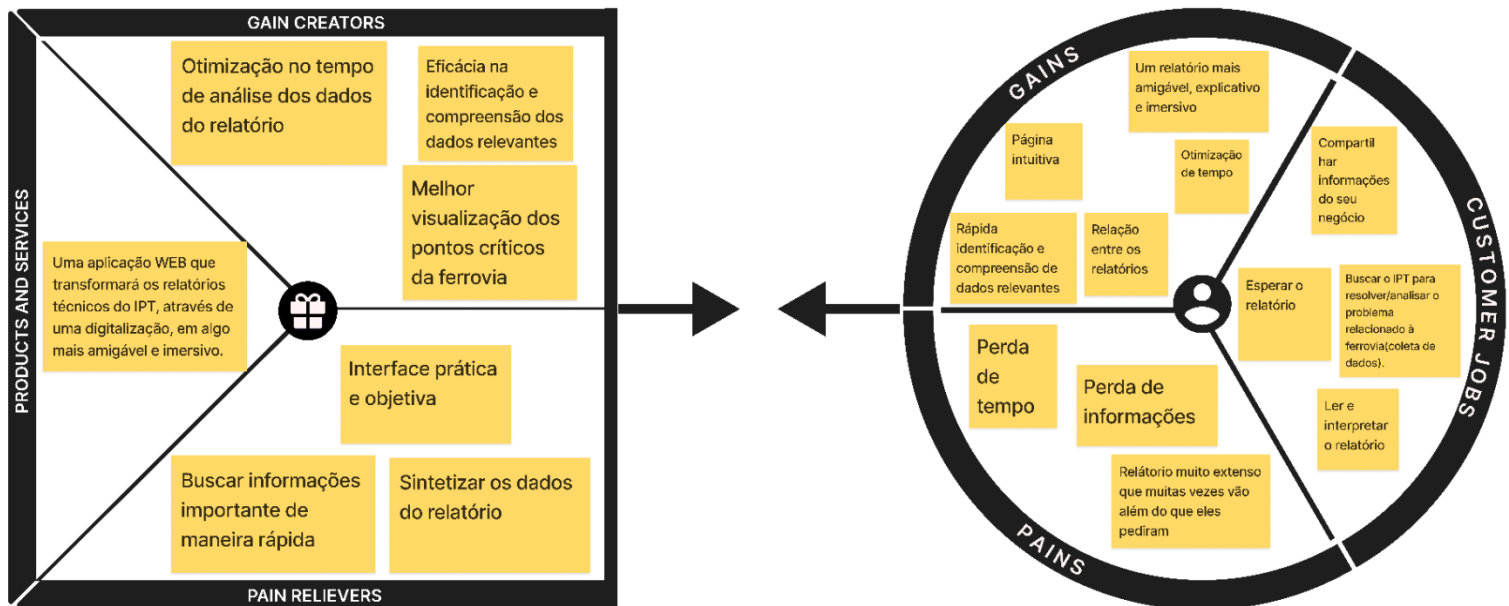 GAIN CREATORS
Otimização no tempo
de análise dos dados
do relatório
Eficácia na
identificação e
compreensão dos
dados relevantes
Melhor
visualização dos
pontos críticos
da ferrovia
PRODUCTS AND SERVICES
Uma aplicação WEB que
transformará os relatórios
técnicos do IPT, através de
uma digitalização, em algo
mais amigável e imersivo.
Interface prática
e objetiva
Buscar informações
importante de
maneira rápida
Sintetizar os dados
do relatório
PAIN RELIEVERS
GAINS
Um relatório mais
amigável, explicativo
e imersivo
Página
intuitiva
Otimização
de tempo
Rápida
identificação e
compreensão de
dados relevantes
Relação
entre os
relatórios
CUSTOMER JOBS
Compartil
har
informações
do seu
negócio
Esperar o
relatório
Buscar o IPT para
resolver/analisar o
problema
relacionado à
ferrovia(coleta de
dados).
Ler e
interpretar
o relatório
Perda
de
tempo
Perda de
informações
Relátorio muito extenso
que muitas vezes vão
além do que eles
pediram
PAINS